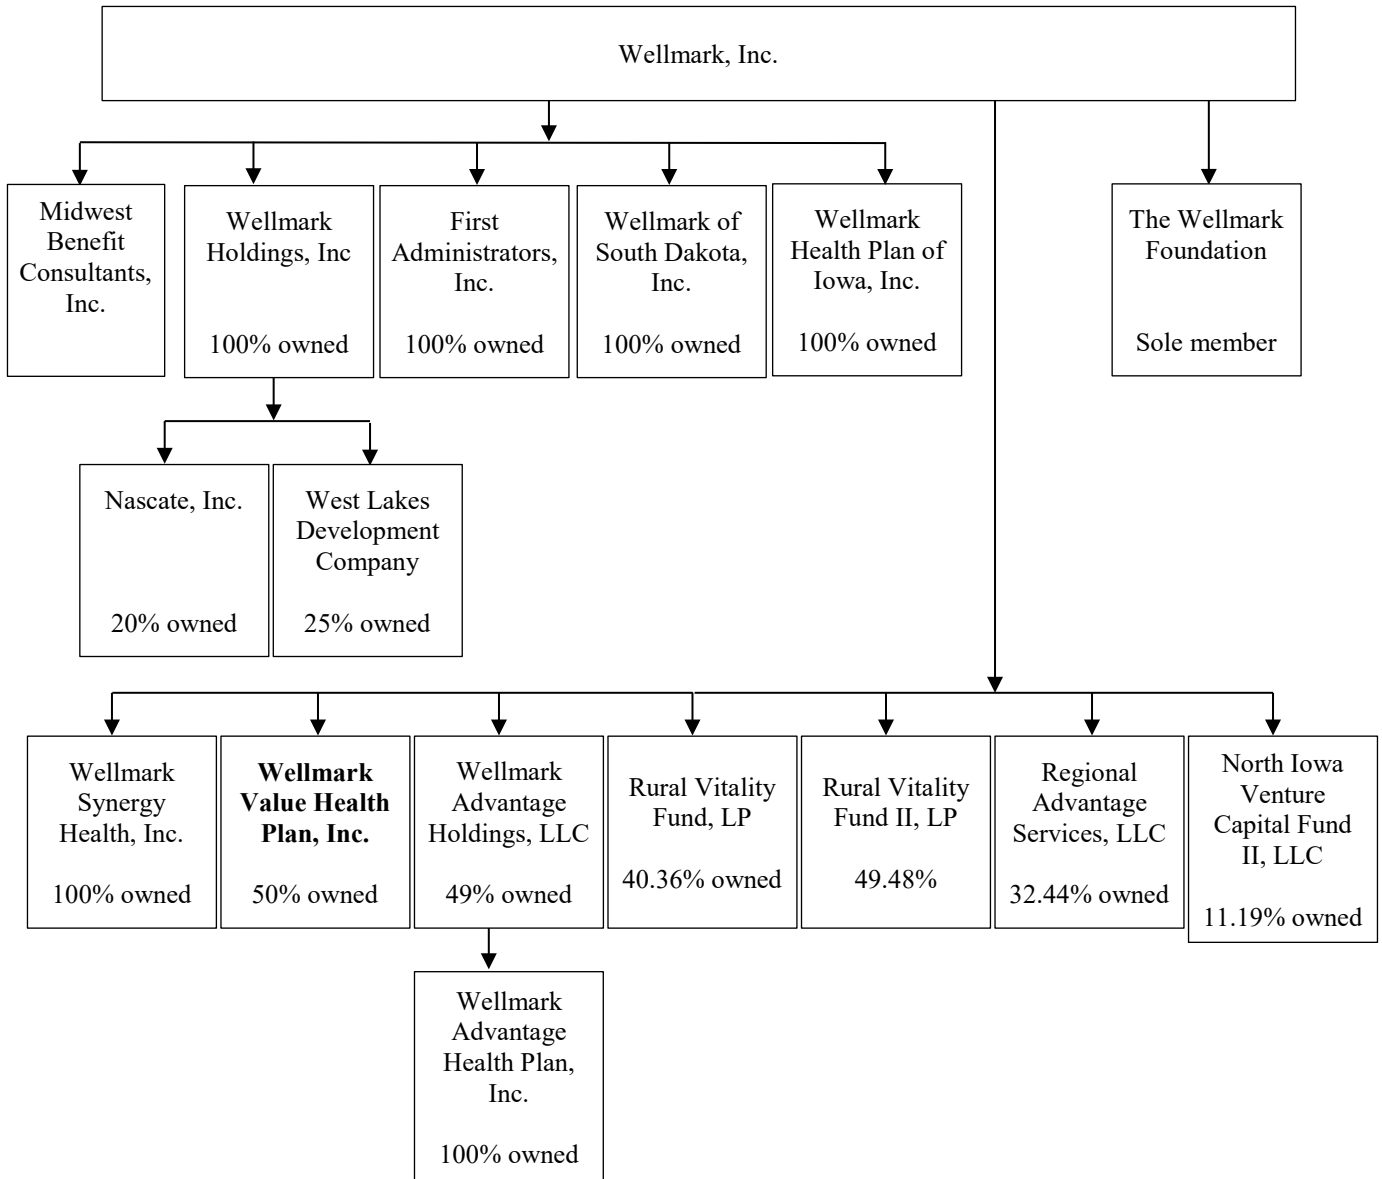 Wellmark, Inc.
Midwest
Benefit
Consultants,
Inc.
Wellmark
Holdings, Inc
100% owned
First
Administrators,
Inc.
100% owned
Wellmark of
South Dakota,
Inc.
100% owned
Wellmark
Health Plan of
Iowa, Inc.
100% owned
The Wellmark
Foundation
Sole member
Nascate, Inc.
20% owned
West Lakes
Development
Company
25% owned
Wellmark
Synergy
Health, Inc.
100% owned
Wellmark
Value Health
Plan, Inc.
50% owned
Wellmark
Advantage
Holdings, LLC
49% owned
Rural Vitality
Fund, LP
40.36% owned
Rural Vitality
Fund II, LP
49.48%
Regional
Advantage
Services, LLC
32.44% owned
North Iowa
Venture
Capital Fund
II, LLC
11.19% owned
Wellmark
Advantage
Health Plan,
Inc.
100% owned